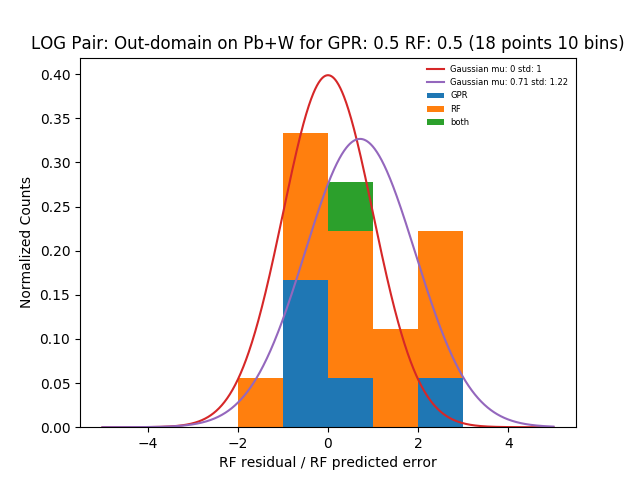 LOG Pair: Out-domain on Pb+W for GPR: 0.5 RF: 0.5 (18 points 10 bins)
Gaussian mu: 0 std: 1
Gaussian mu: 0.71 std: 1.22
GPR
RF
both
Normalized Counts
0.40
0.35
0.30
0.25
0.20
0.15
0.10
0.05
0.00
−4 −2 0 2 4
RF residual / RF predicted error